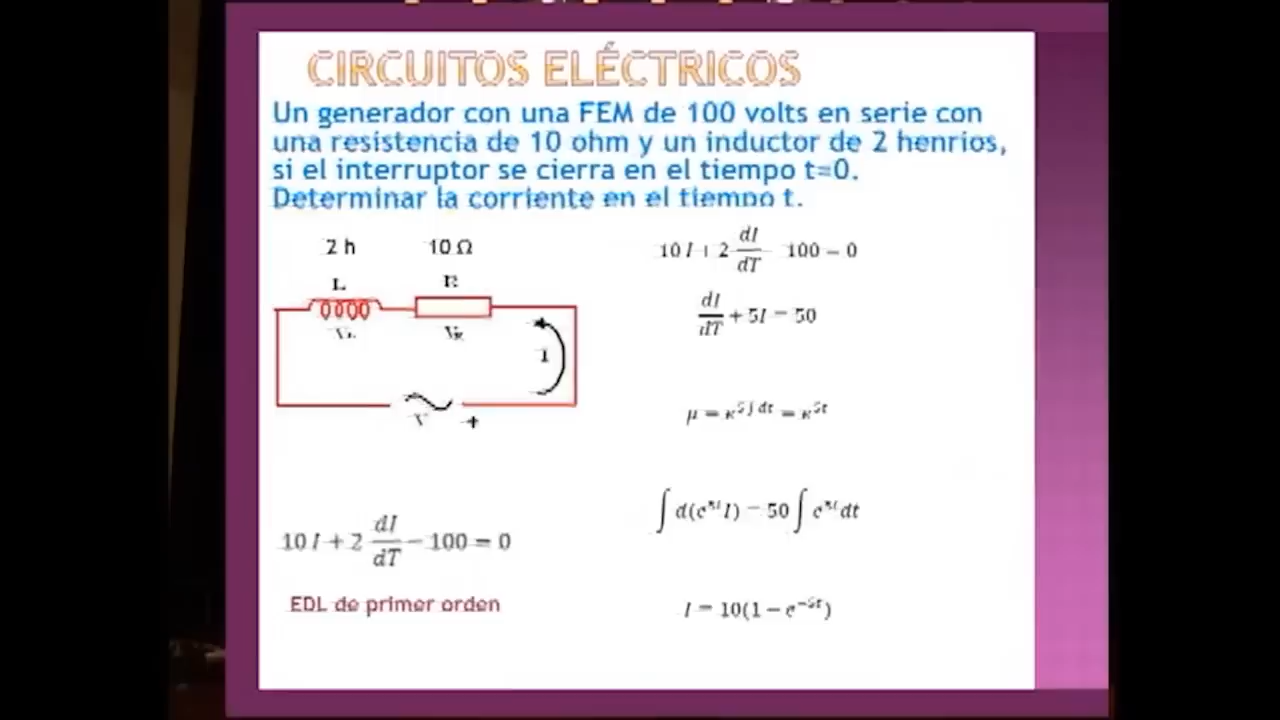 CIRCUITOS ELÉCTRICOS
Un generador con una FEM de 100 volts en serie con
una resistencia de 10 ohm y un inductor de 2 henrios,
si el interruptor se cierra en el tiempo t=0.
Determinar la corriente en el tiempo t.
2 h 10 Ω
L R
V_L V_R
I
V +
10 I + 2 dI/dT - 100 = 0
EDL de primer orden
10 I + 2 dI/dT 100 = 0
dI/dT + 5I = 50
μ = e^{5∫dt} = e^{5t}
∫ d(e^{5t} I) = 50 ∫ e^{5t} dt
I = 10(1 - e^{-5t})